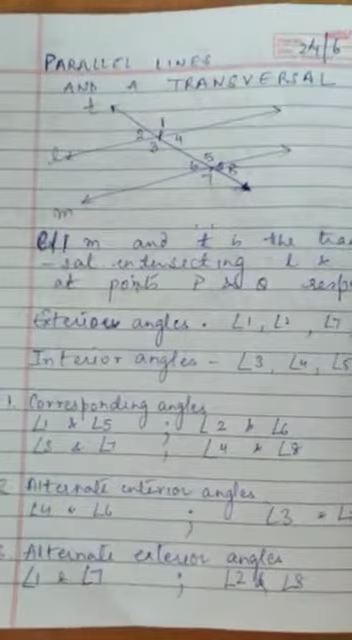 24/6
PARALLEL LINES
AND A TRANSVERSAL
t
1
2 4
l 3
5
6 8
7
m
l || m and t is the tra
-sal intersecting l &
at points P & Q resp
Exterior angles - ∠1, ∠2, ∠7
Interior angles - ∠3, ∠4, ∠5
1. Corresponding angles
∠1 & ∠5 ; ∠2 & ∠6
∠3 & ∠7 ; ∠4 & ∠8
2 Alternate interior angles
∠4 & ∠6 ; ∠3 &
3 Alternate exterior angles
∠1 & ∠7 ; ∠2 & ∠8